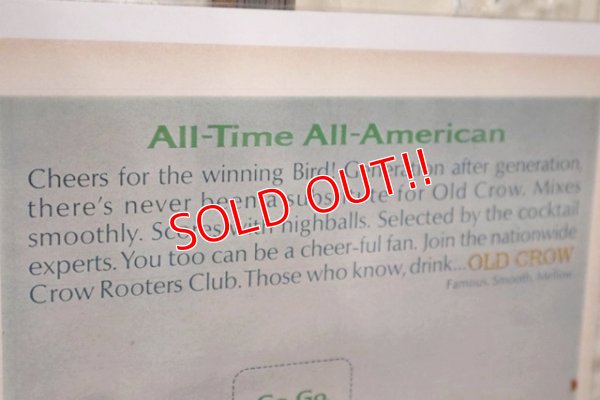 All-Time All-American
Cheers for the winning Bird! Generation after generation,
there's never been a substitute for Old Crow. Mixes
smoothly. Scores with highballs. Selected by the cocktail
experts. You too can be a cheer-ful fan. Join the nationwide
Crow Rooters Club. Those who know, drink... OLD CROW
Famous. Smooth. Mellow.
SOLD OUT!!
Go Go